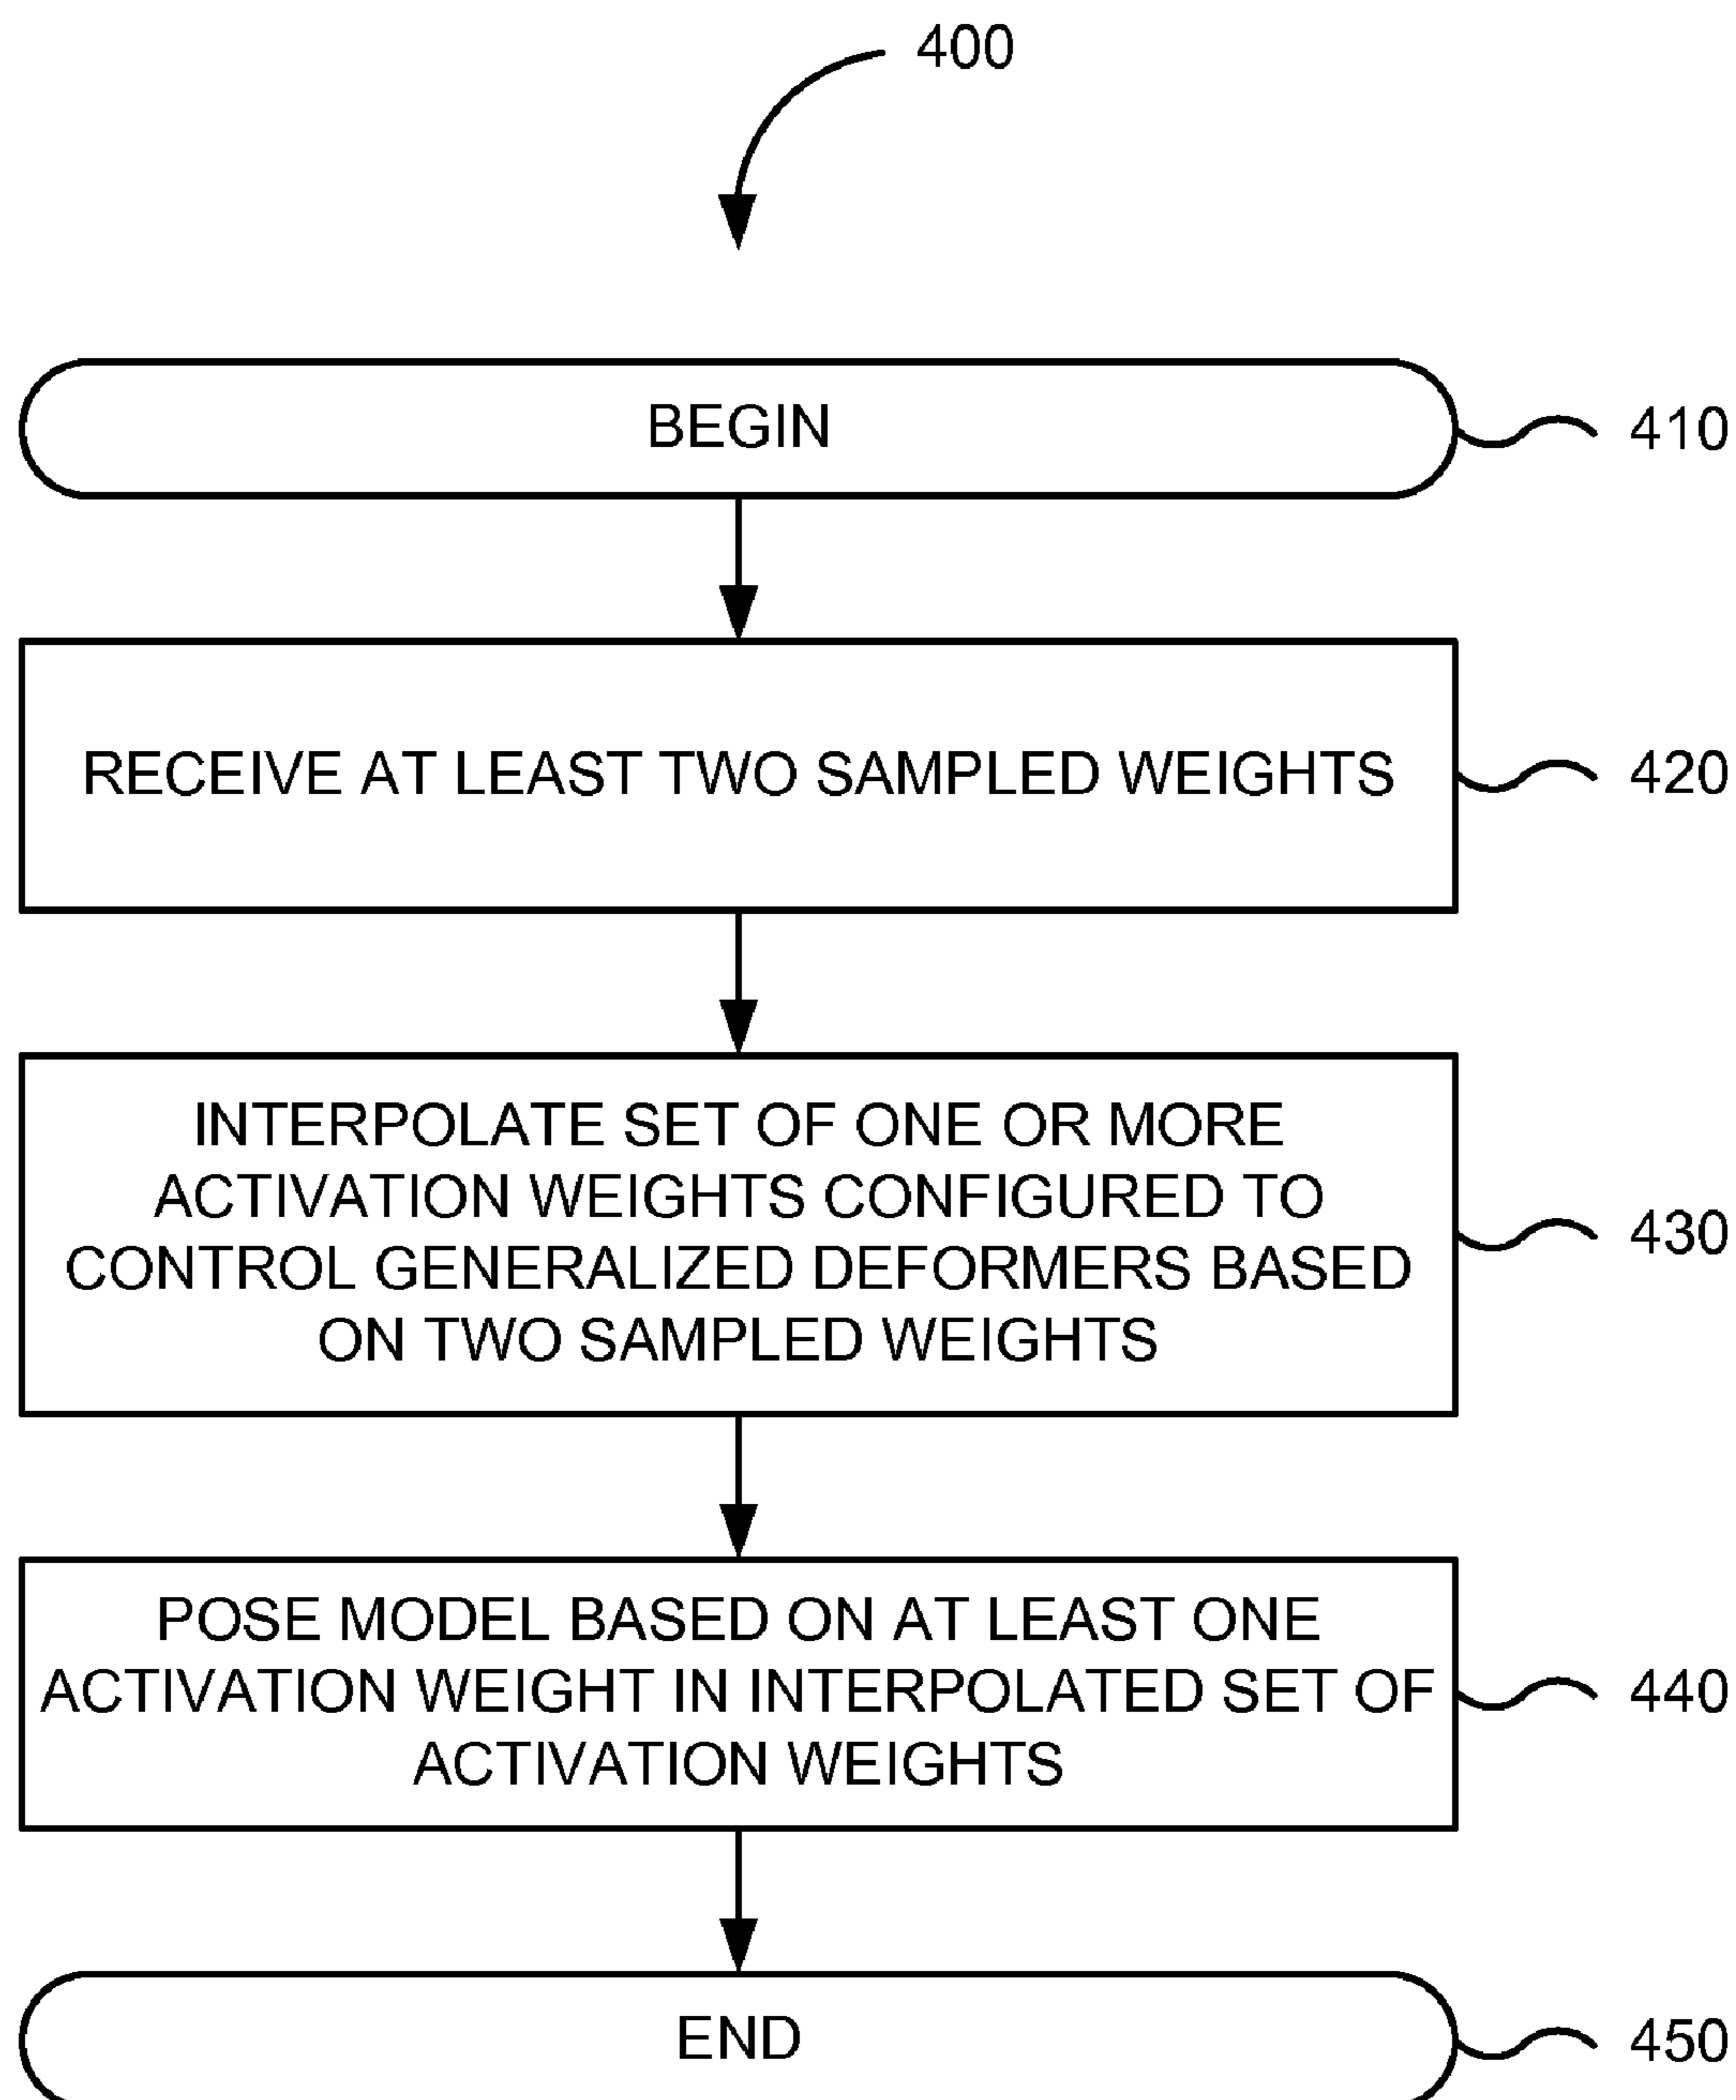 400
BEGIN
410
RECEIVE AT LEAST TWO SAMPLED WEIGHTS
420
INTERPOLATE SET OF ONE OR MORE
ACTIVATION WEIGHTS CONFIGURED TO
CONTROL GENERALIZED DEFORMERS BASED
ON TWO SAMPLED WEIGHTS
430
POSE MODEL BASED ON AT LEAST ONE
ACTIVATION WEIGHT IN INTERPOLATED SET OF
ACTIVATION WEIGHTS
440
END
450